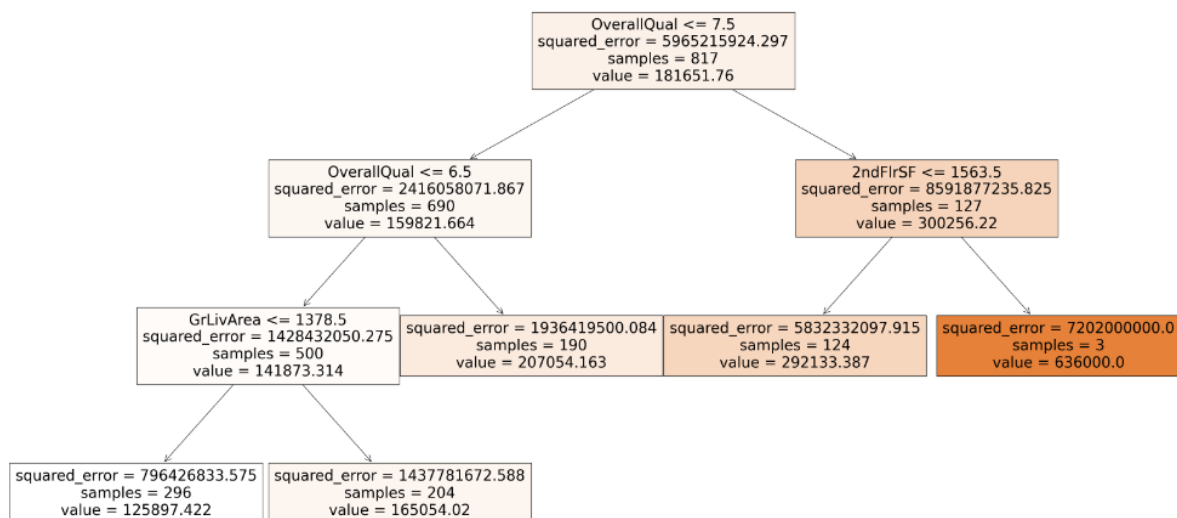 OverallQual <= 7.5
squared_error = 5965215924.297
samples = 817
value = 181651.76
OverallQual <= 6.5
squared_error = 2416058071.867
samples = 690
value = 159821.664
2ndFlrSF <= 1563.5
squared_error = 8591877235.825
samples = 127
value = 300256.22
GrLivArea <= 1378.5
squared_error = 1428432050.275
samples = 500
value = 141873.314
squared_error = 1936419500.084
samples = 190
value = 207054.163
squared_error = 5832332097.915
samples = 124
value = 292133.387
squared_error = 7202000000.0
samples = 3
value = 636000.0
squared_error = 796426833.575
samples = 296
value = 125897.422
squared_error = 1437781672.588
samples = 204
value = 165054.02